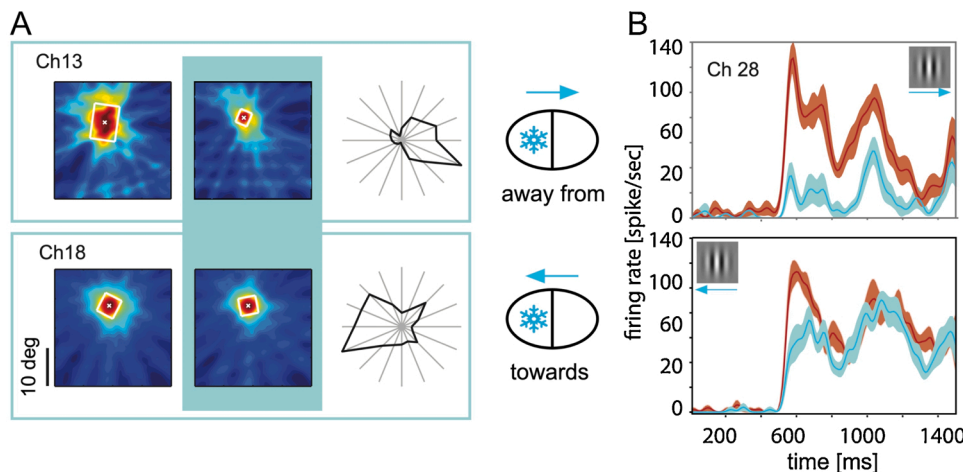 A
Ch13
away from
Ch18
10 deg
towards
B
Ch 28
firing rate [spike/sec]
140
100
60
20
0
140
100
60
20
0
200 600 1000 1400
time [ms]